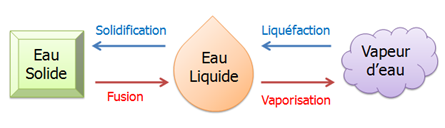 Solidification
Liquéfaction
Eau
Solide
Eau
Liquide
Vapeur
d'eau
Fusion
Vaporisation